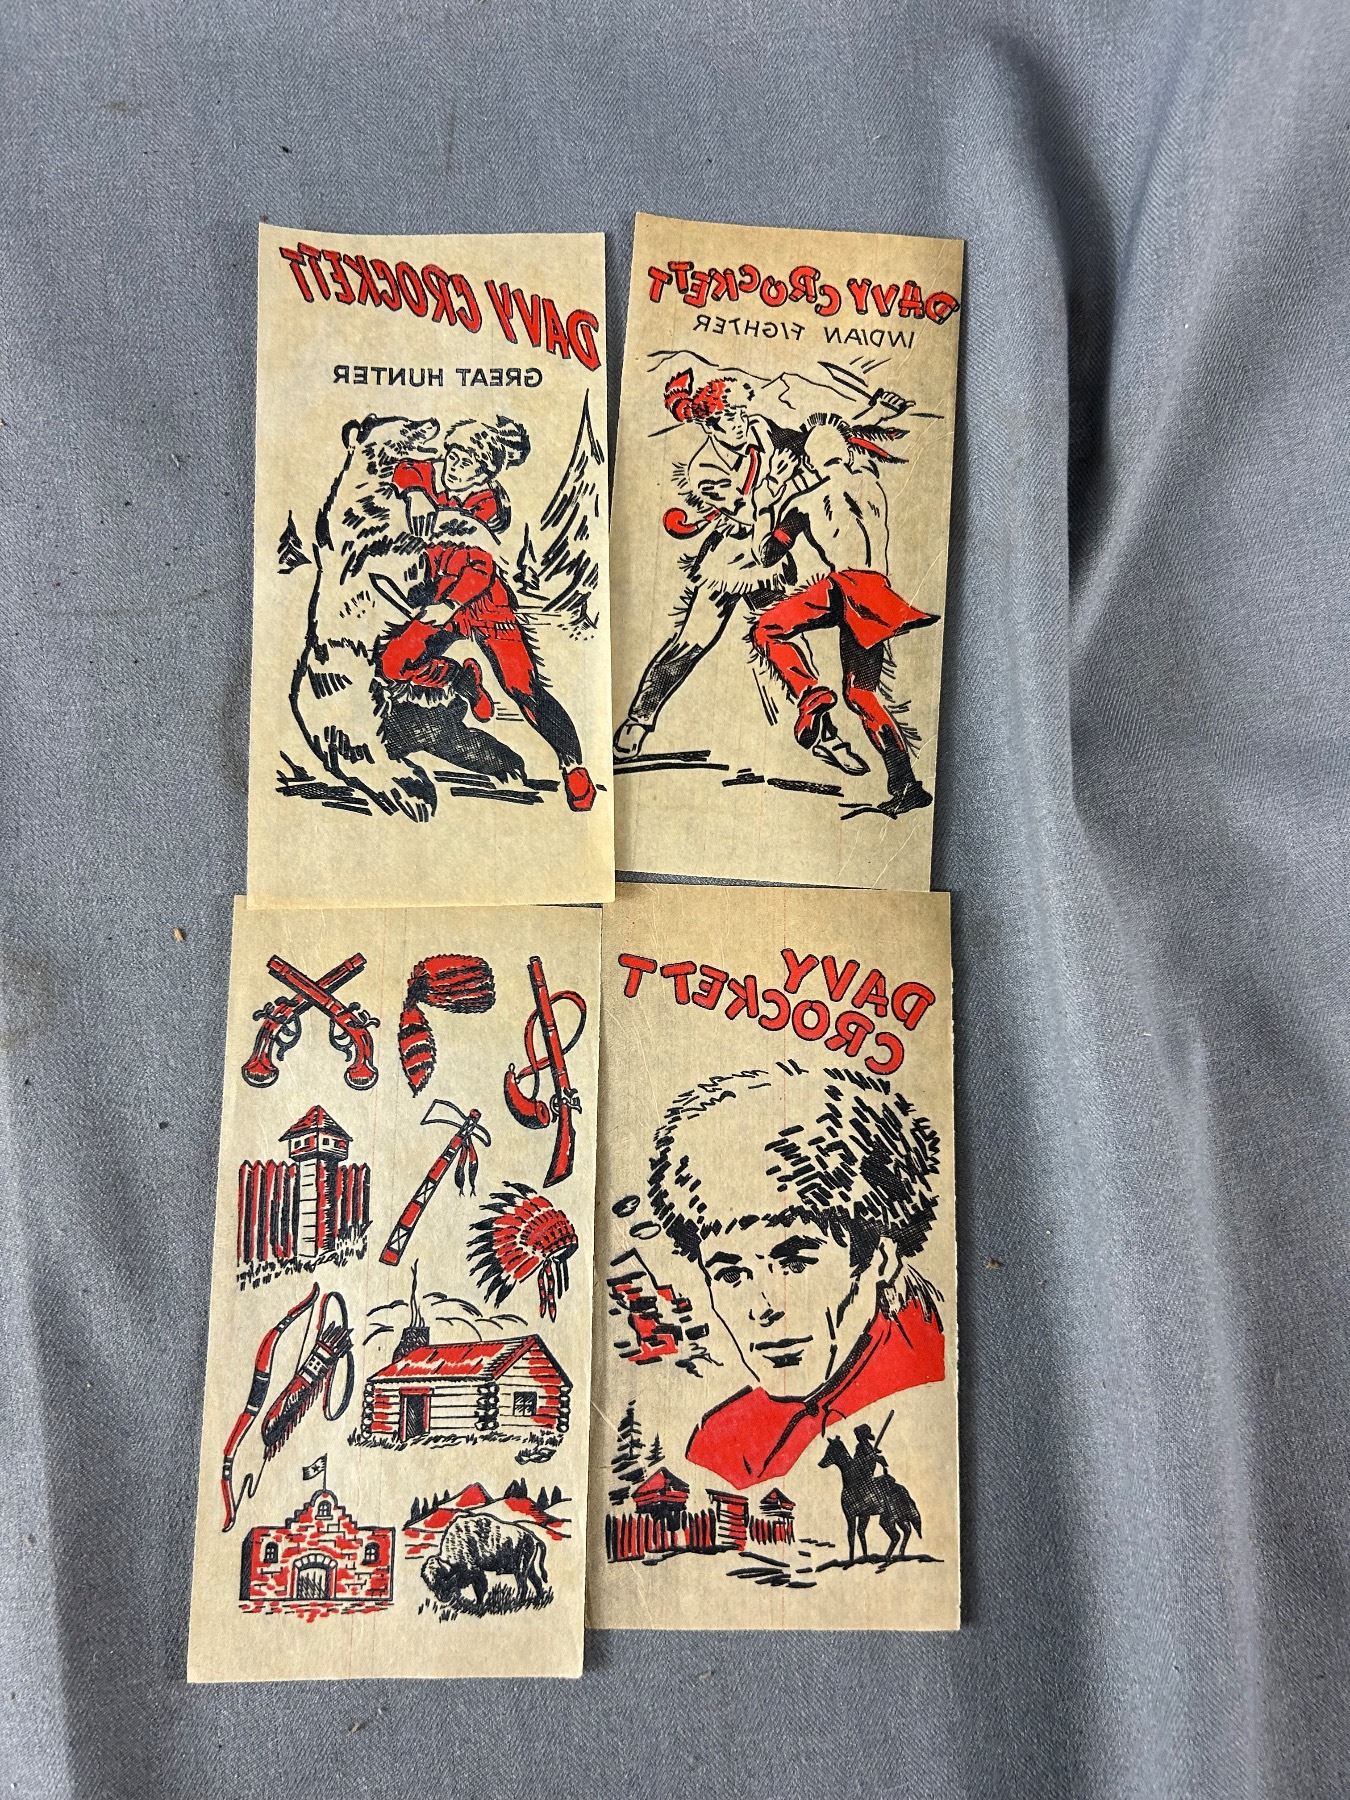 DAVY CROCKETT
GREAT HUNTER
DAVY CROCKETT
INDIAN FIGHTER
DAVY
CROCKETT